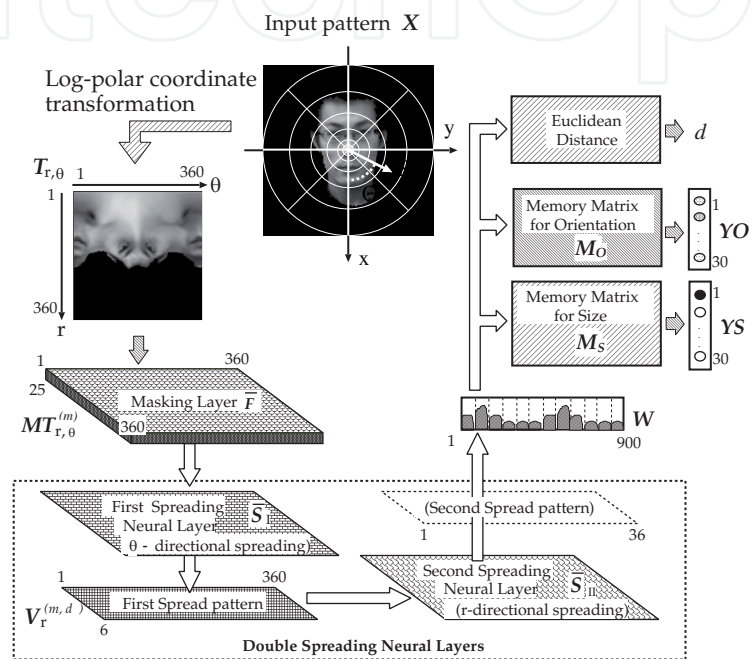 Input pattern X
Log-polar coordinate
transformation
y
x
Θ
T r,θ
1
360
θ
1
360
r
Euclidean
Distance
d
Memory Matrix
for Orientation
M O
1
30
YO
Memory Matrix
for Size
M S
1
30
YS
1
360
25
Masking Layer F̅
MT r,θ (m)
360
W
1
900
First Spreading
Neural Layer
S̅ I
θ - directional spreading)
(Second Spread pattern)
1
36
1
360
First Spread pattern
V r (m, d)
6
Second Spreading
Neural Layer
S̅ II
(r-directional spreading)
Double Spreading Neural Layers